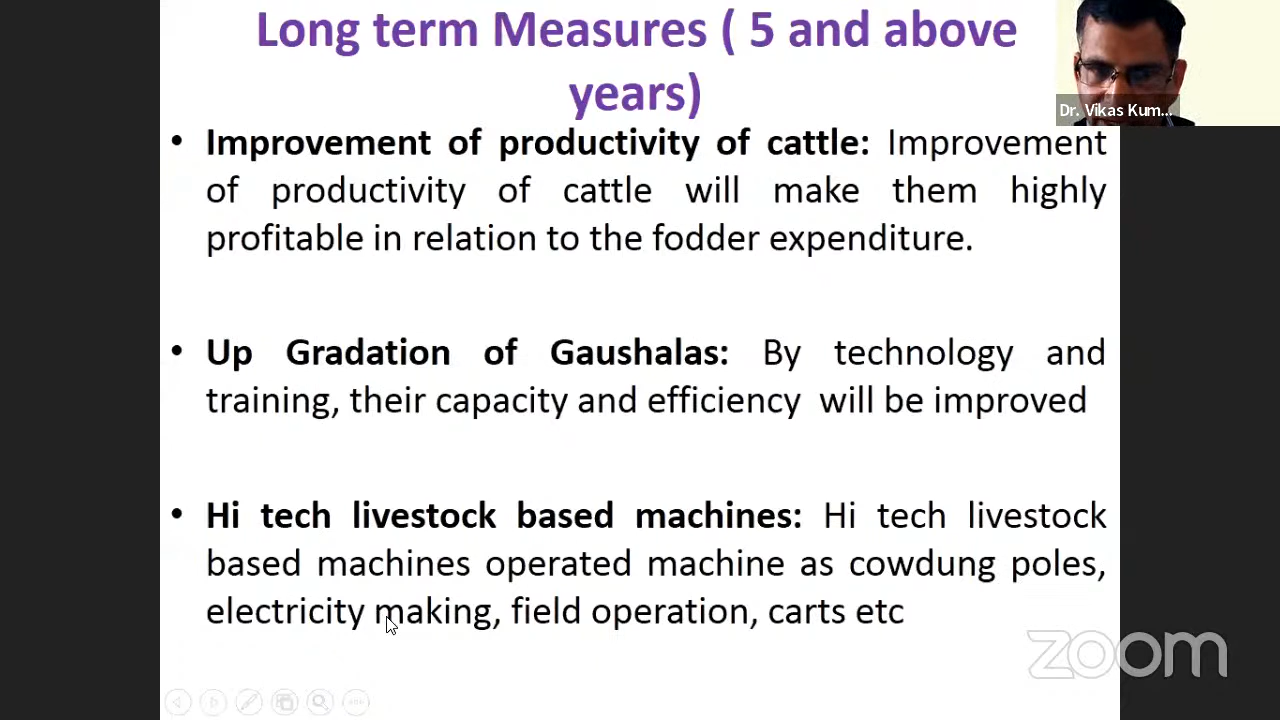 Long term Measures ( 5 and above
years)
Dr. Vikas Kum...
• Improvement of productivity of cattle: Improvement
of productivity of cattle will make them highly
profitable in relation to the fodder expenditure.
• Up Gradation of Gaushalas: By technology and
training, their capacity and efficiency will be improved
• Hi tech livestock based machines: Hi tech livestock
based machines operated machine as cowdung poles,
electricity making, field operation, carts etc
zoom